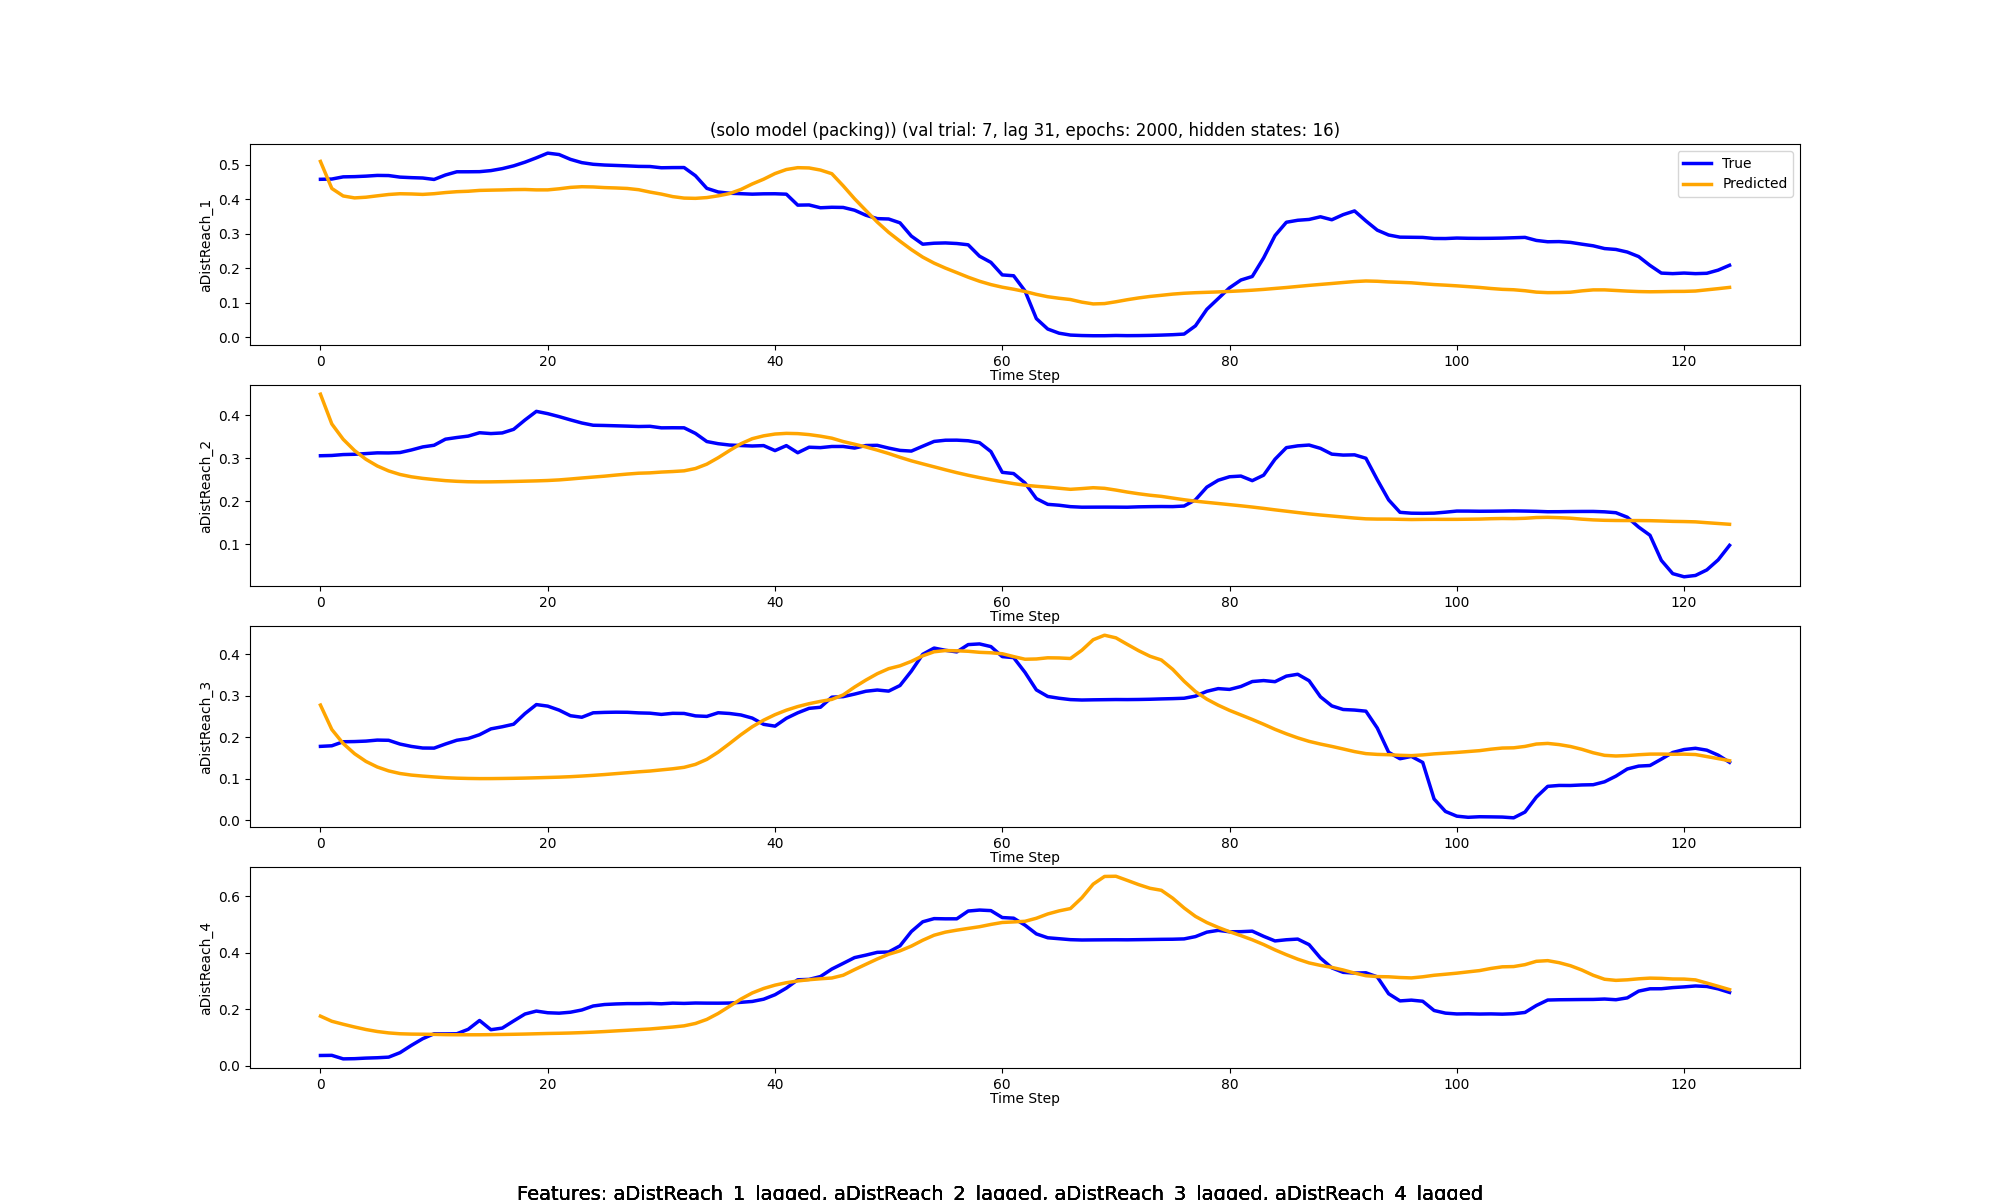 (solo model (packing)) (val trial: 7, lag 31, epochs: 2000, hidden states: 16)
True
Predicted
aDistReach_1
0.5
0.4
0.3
0.2
0.1
0.0
0 20 40 60 80 100 120
Time Step
aDistReach_2
0.4
0.3
0.2
0.1
0 20 40 60 80 100 120
Time Step
aDistReach_3
0.4
0.3
0.2
0.1
0.0
0 20 40 60 80 100 120
Time Step
aDistReach_4
0.6
0.4
0.2
0.0
0 20 40 60 80 100 120
Time Step
Features: aDistReach_1_lagged, aDistReach_2_lagged, aDistReach_3_lagged, aDistReach_4_lagged